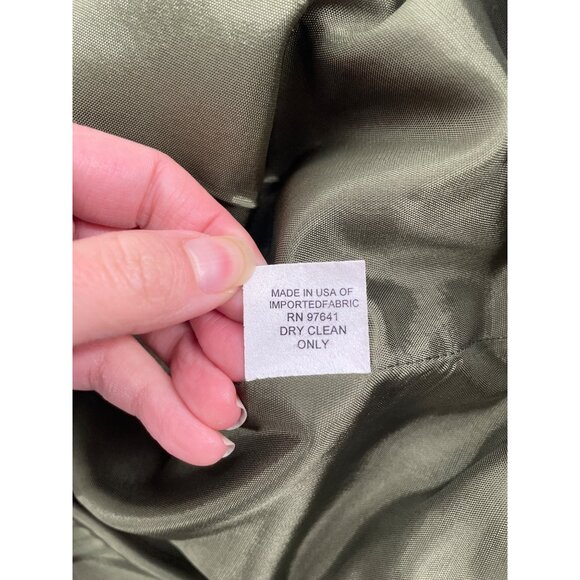 MADE IN USA OF
IMPORTEDFABRIC
RN 97641
DRY CLEAN
ONLY